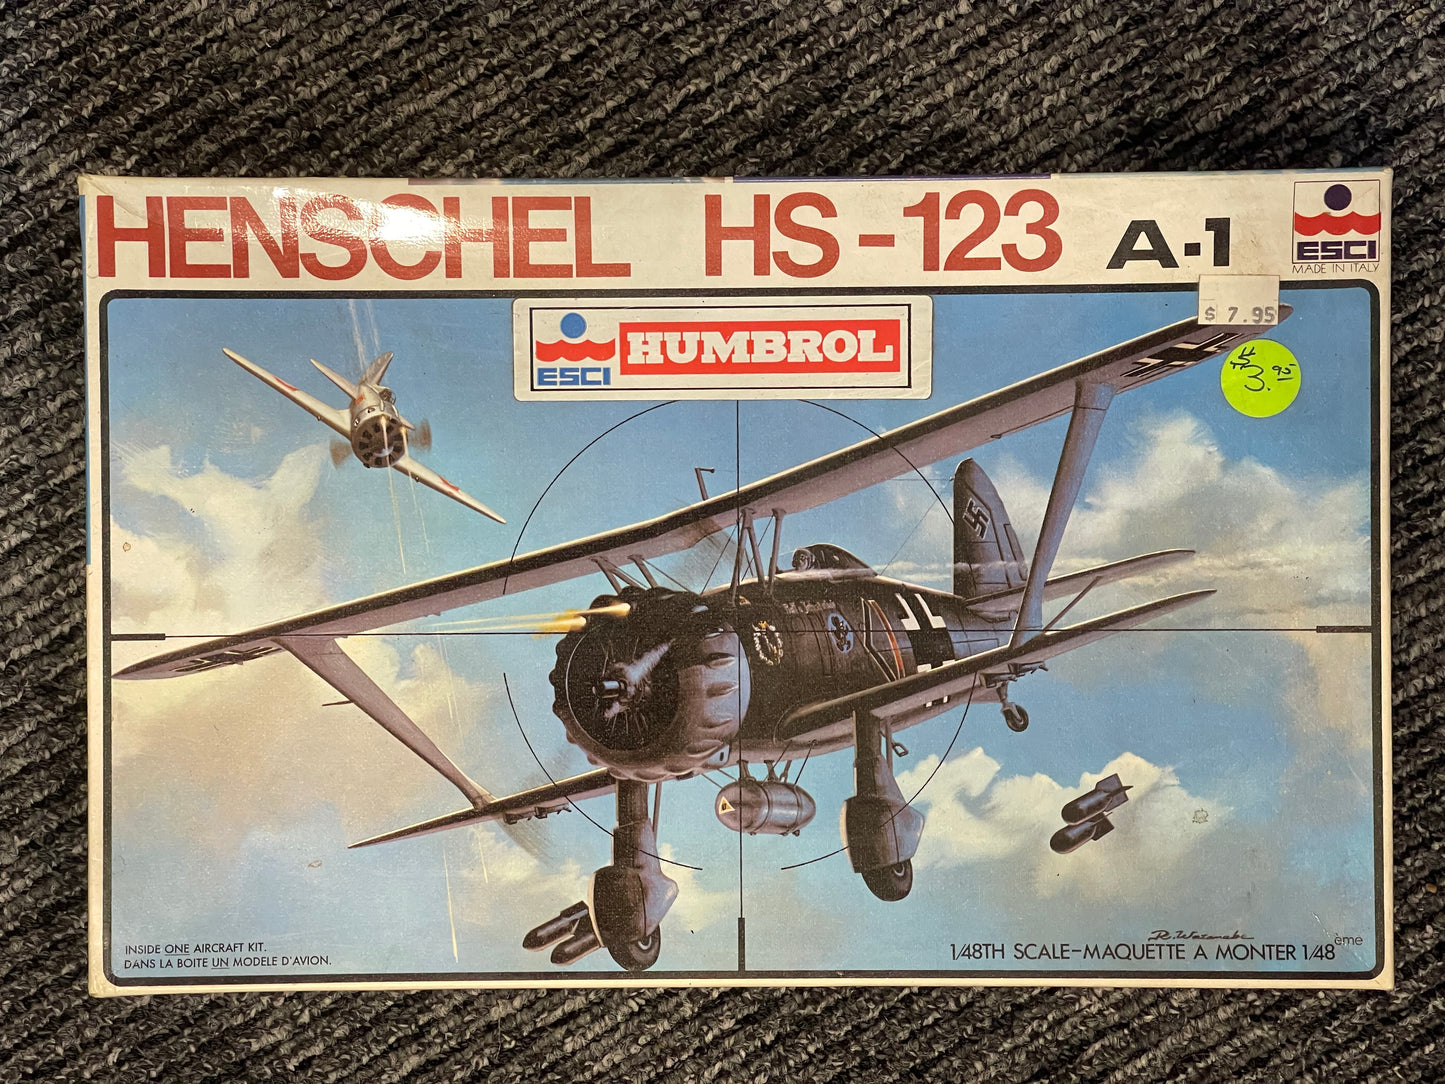 HENSCHEL HS-123 A-1
ESCI
MADE IN ITALY
$ 7.95
$3.95
ESCI HUMBROL
INSIDE ONE AIRCRAFT KIT.
DANS LA BOITE UN MODELE D'AVION.
R. Watanabe
1/48TH SCALE-MAQUETTE A MONTER 1/48ème